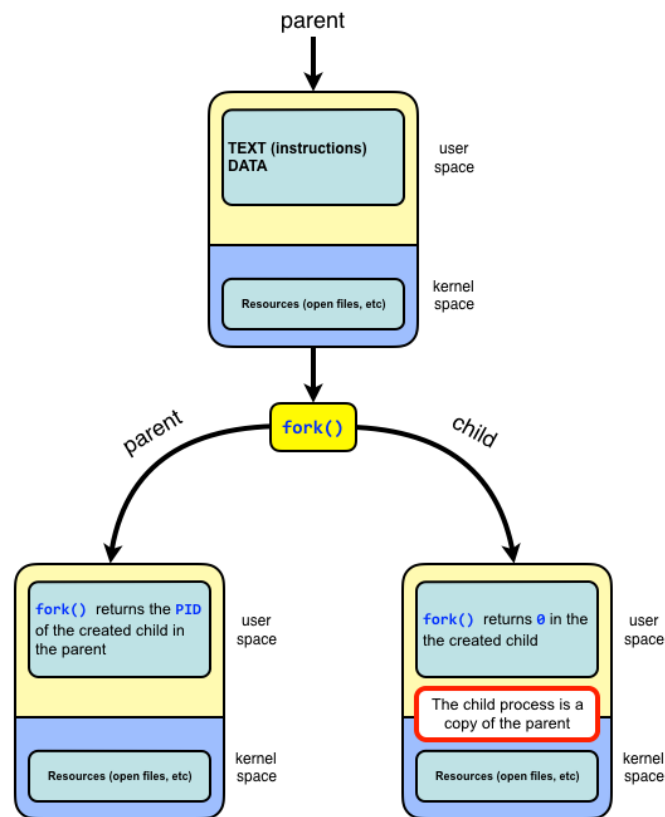 parent
TEXT (instructions)
DATA
user
space
Resources (open files, etc)
kernel
space
fork()
parent
child
fork() returns the PID
of the created child in
the parent
user
space
Resources (open files, etc)
kernel
space
fork() returns 0 in the
the created child
user
space
The child process is a
copy of the parent
Resources (open files, etc)
kernel
space